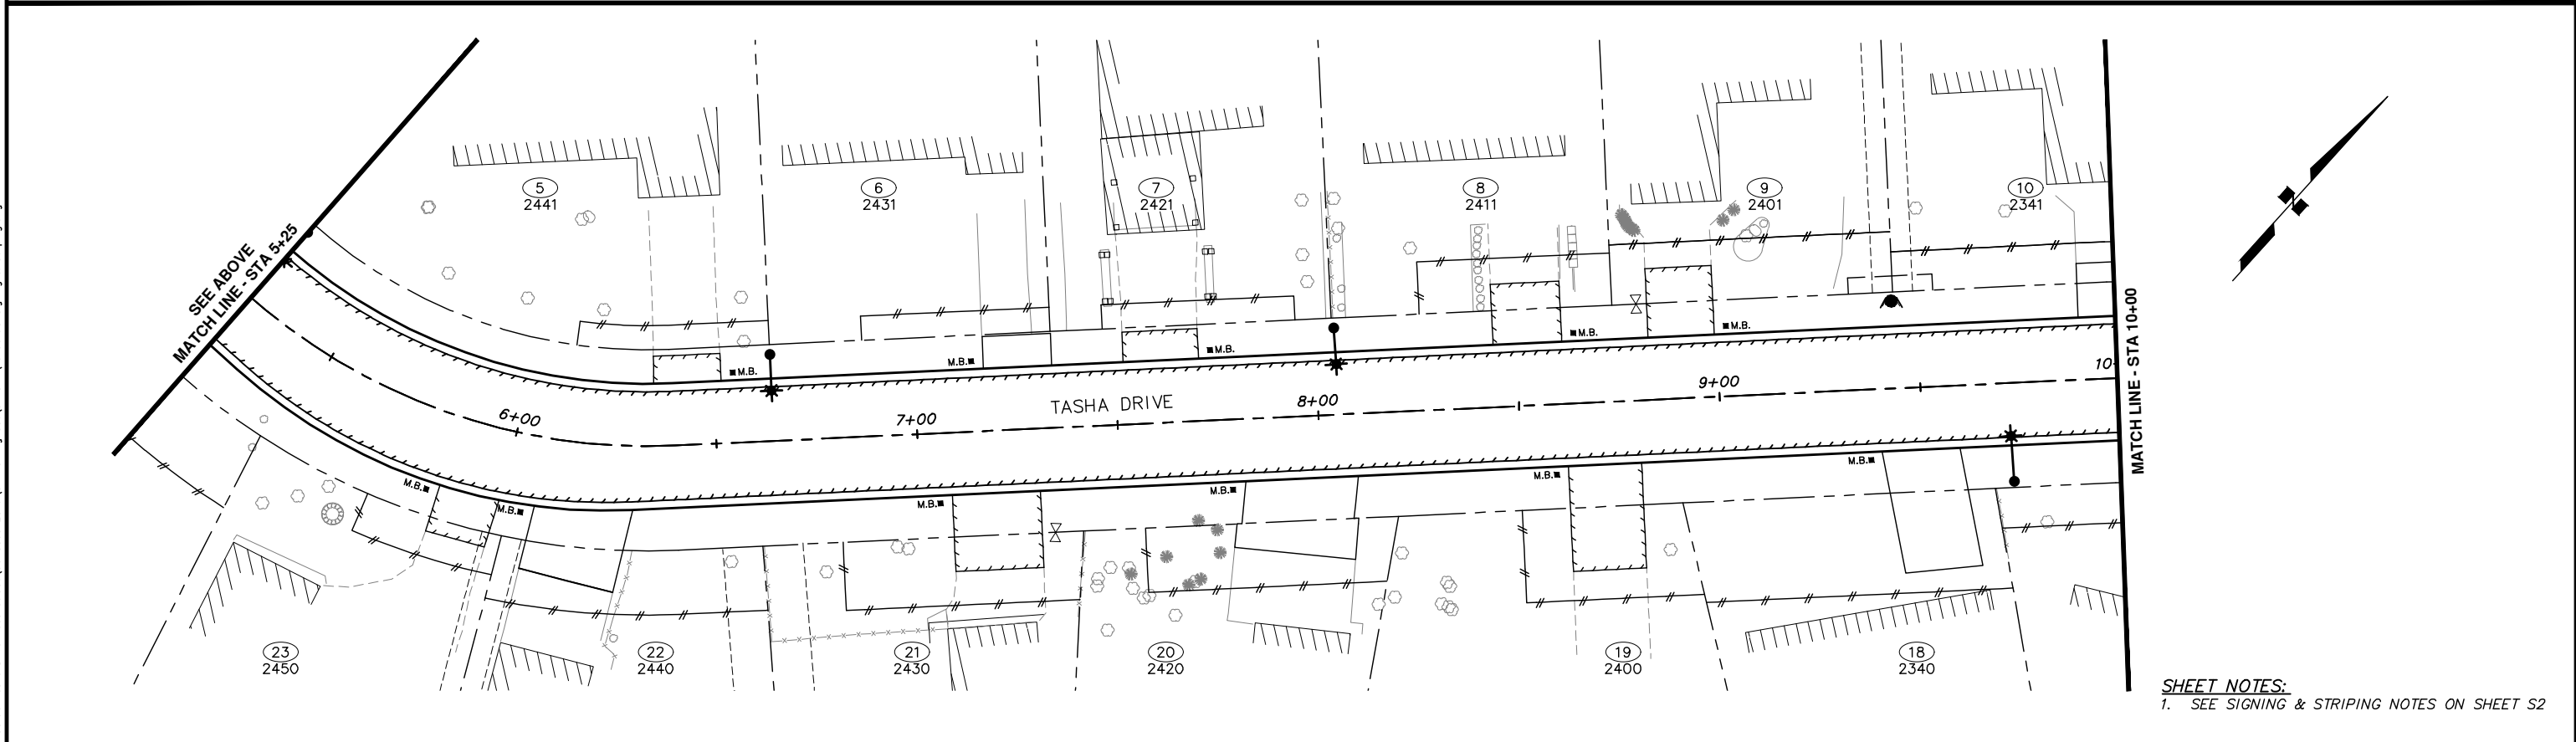 SEE ABOVE
MATCH LINE - STA 5+25
5
2441
6
2431
7
2421
8
2411
9
2401
10
2341
M.B.
M.B.
M.B.
M.B.
M.B.
6+00
7+00
TASHA DRIVE
8+00
9+00
10
MATCH LINE - STA 10+00
M.B.
M.B.
M.B.
M.B.
M.B.
M.B.
23
2450
22
2440
21
2430
20
2420
19
2400
18
2340
N
SHEET NOTES:
1. SEE SIGNING & STRIPING NOTES ON SHEET S2